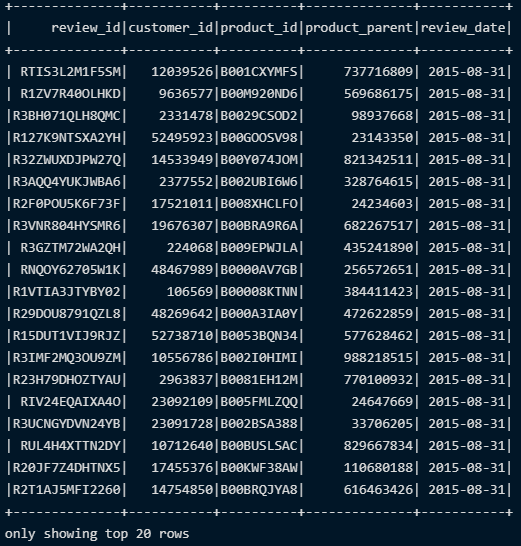 +--------------+-----------+----------+--------------+-----------+
|     review_id|customer_id|product_id|product_parent|review_date|
+--------------+-----------+----------+--------------+-----------+
| RTIS3L2M1F5SM|   12039526|B001CXYMFS|     737716809| 2015-08-31|
| R1ZV7R40OLHKD|    9636577|B00M920ND6|     569686175| 2015-08-31|
|R3BH071QLH8QMC|    2331478|B0029CSOD2|      98937668| 2015-08-31|
|R127K9NTSXA2YH|   52495923|B00GOOSV98|      23143350| 2015-08-31|
|R32ZWUXDJPW27Q|   14533949|B00Y074JOM|     821342511| 2015-08-31|
|R3AQQ4YUKJWBA6|    2377552|B002UBI6W6|     328764615| 2015-08-31|
|R2F0POU5K6F73F|   17521011|B008XHCLFO|      24234603| 2015-08-31|
|R3VNR804HYSMR6|   19676307|B00BRA9R6A|     682267517| 2015-08-31|
| R3GZTM72WA2QH|     224068|B009EPWJLA|     435241890| 2015-08-31|
| RNQOY62705W1K|   48467989|B0000AV7GB|     256572651| 2015-08-31|
|R1VTIA3JTYBY02|     106569|B00008KTNN|     384411423| 2015-08-31|
|R29DOU8791QZL8|   48269642|B000A3IA0Y|     472622859| 2015-08-31|
|R15DUT1VIJ9RJZ|   52738710|B0053BQN34|     577628462| 2015-08-31|
|R3IMF2MQ3OU9ZM|   10556786|B002I0HIMI|     988218515| 2015-08-31|
|R23H79DHOZTYAU|    2963837|B0081EH12M|     770100932| 2015-08-31|
| RIV24EQAIXA4O|   23092109|B005FMLZQQ|      24647669| 2015-08-31|
|R3UCNGYDVN24YB|   23091728|B002BSA388|      33706205| 2015-08-31|
| RUL4H4XTTN2DY|   10712640|B00BUSLSAC|     829667834| 2015-08-31|
|R20JF7Z4DHTNX5|   17455376|B00KWF38AW|     110680188| 2015-08-31|
|R2T1AJ5MFI2260|   14754850|B00BRQJYA8|     616463426| 2015-08-31|
+--------------+-----------+----------+--------------+-----------+
only showing top 20 rows